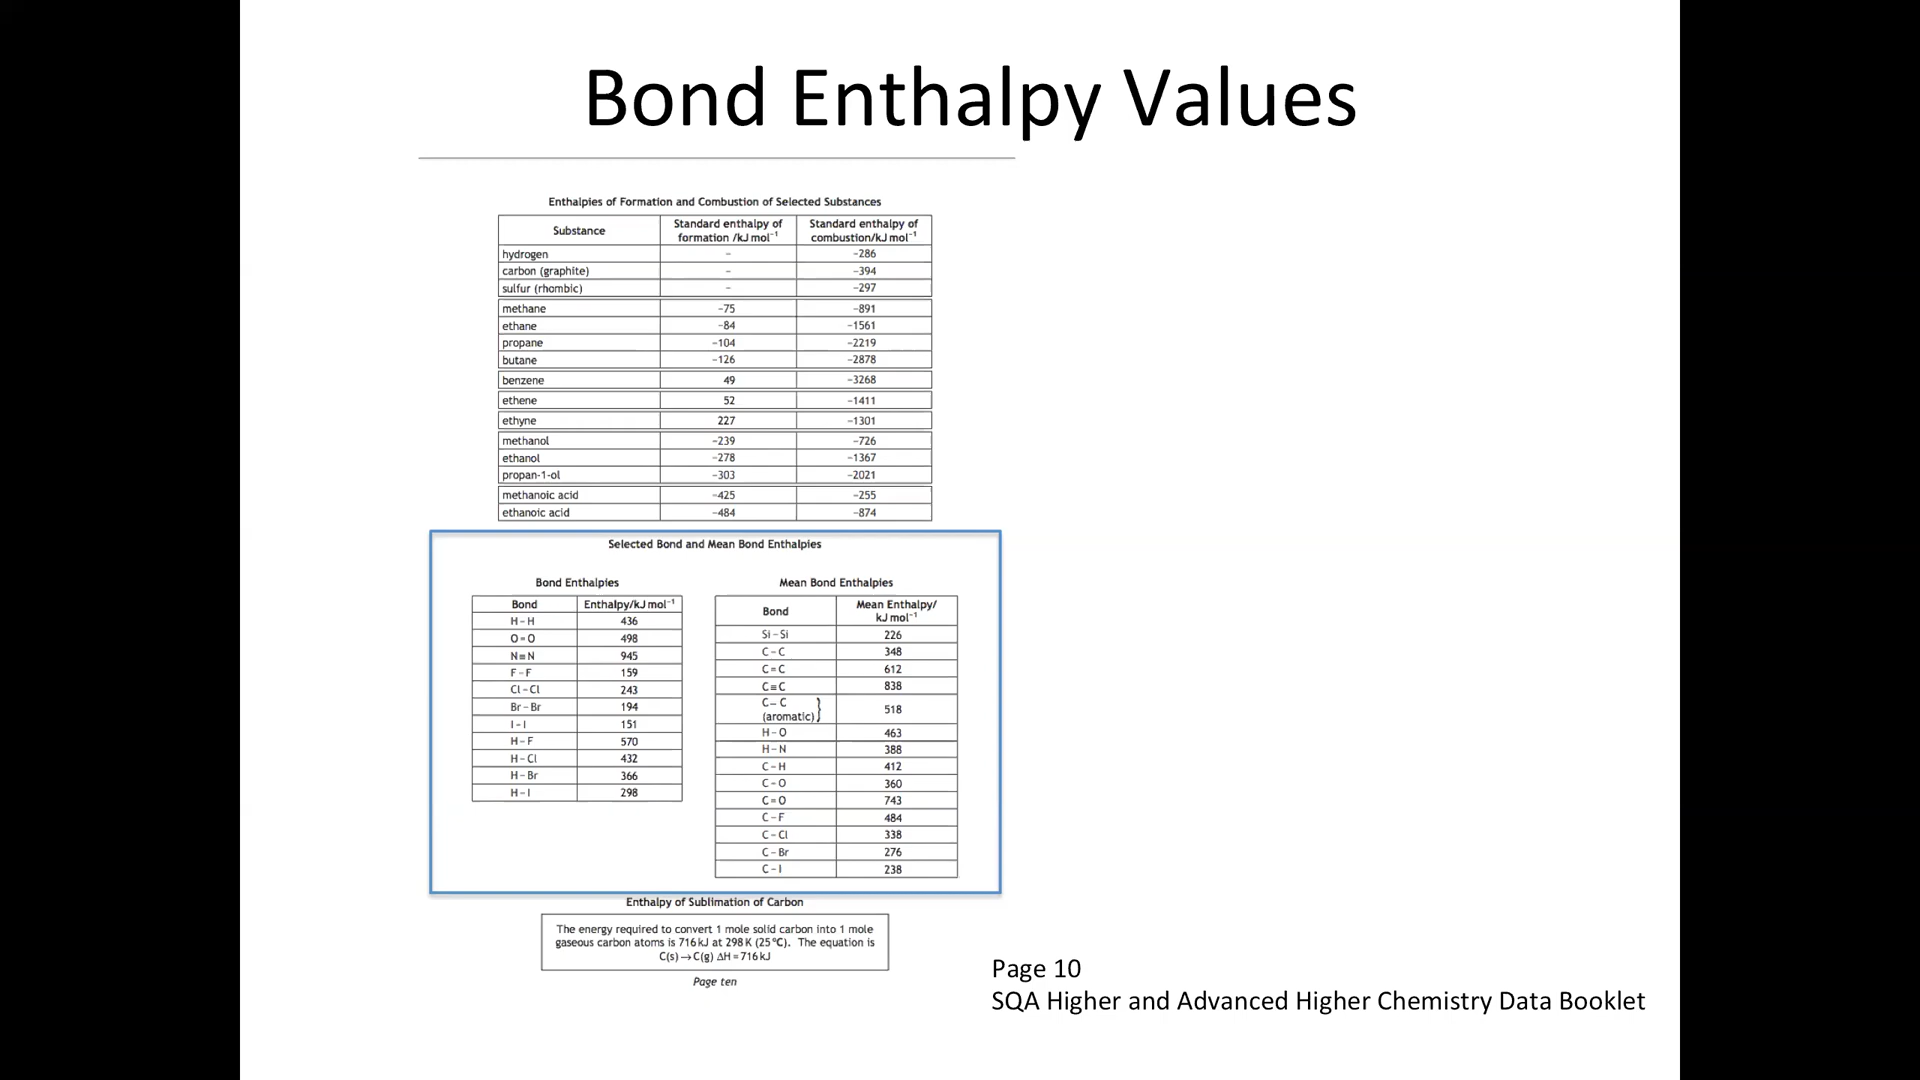 Bond Enthalpy Values
Enthalpies of Formation and Combustion of Selected Substances
Substance Standard enthalpy of formation /kJ mol⁻¹ Standard enthalpy of combustion/kJ mol⁻¹
hydrogen – –286
carbon (graphite) – –394
sulfur (rhombic) – –297
methane –75 –891
ethane –84 –1561
propane –104 –2219
butane –126 –2878
benzene 49 –3268
ethene 52 –1411
ethyne 227 –1301
methanol –239 –726
ethanol –278 –1367
propan-1-ol –303 –2021
methanoic acid –425 –255
ethanoic acid –484 –874
Selected Bond and Mean Bond Enthalpies
Bond Enthalpies
Bond Enthalpy/kJ mol⁻¹
H–H 436
O=O 498
N≡N 945
F–F 159
Cl–Cl 243
Br–Br 194
I–I 151
H–F 570
H–Cl 432
H–Br 366
H–I 298
Mean Bond Enthalpies
Bond Mean Enthalpy/ kJ mol⁻¹
Si–Si 226
C–C 348
C=C 612
C≡C 838
C–C (aromatic) } 518
H–O 463
H–N 388
C–H 412
C–O 360
C=O 743
C–F 484
C–Cl 338
C–Br 276
C–I 238
Enthalpy of Sublimation of Carbon
The energy required to convert 1 mole solid carbon into 1 mole
gaseous carbon atoms is 716 kJ at 298 K (25 °C). The equation is
C(s) → C(g) ΔH = 716 kJ
Page ten
Page 10
SQA Higher and Advanced Higher Chemistry Data Booklet